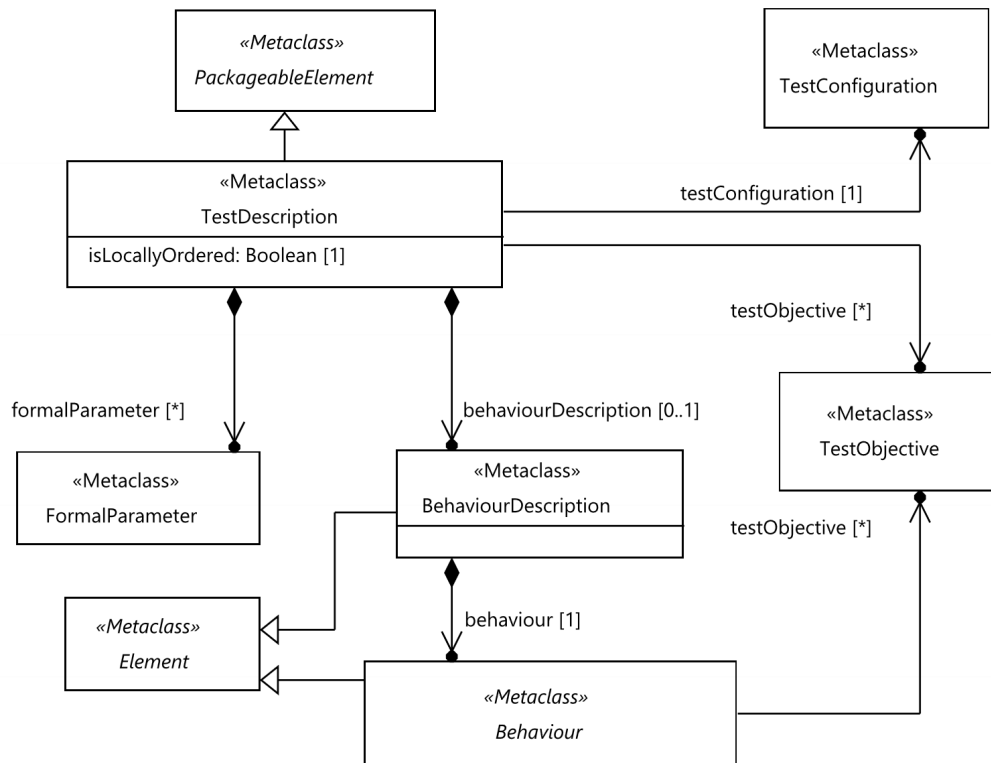 «Metaclass»
PackageableElement
«Metaclass»
TestConfiguration
«Metaclass»
TestDescription
isLocallyOrdered: Boolean [1]
testConfiguration [1]
testObjective [*]
formalParameter [*]
behaviourDescription [0..1]
«Metaclass»
TestObjective
«Metaclass»
FormalParameter
«Metaclass»
BehaviourDescription
testObjective [*]
behaviour [1]
«Metaclass»
Element
«Metaclass»
Behaviour